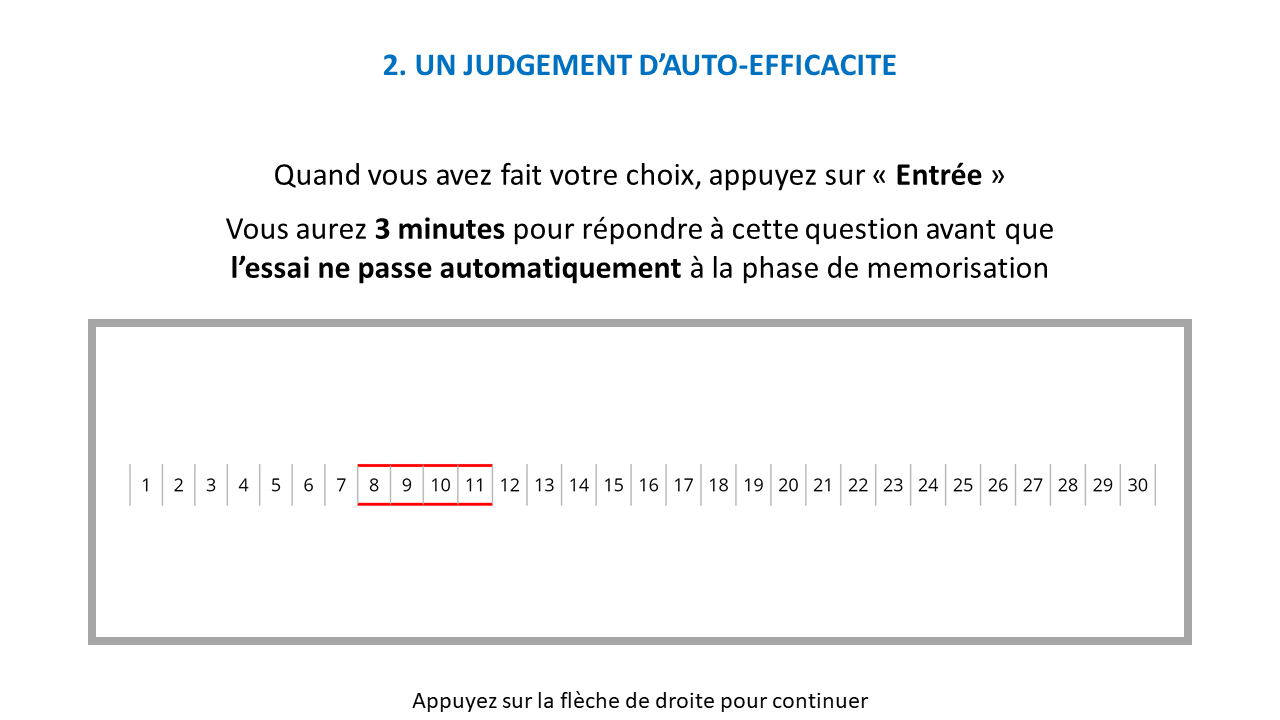 2. UN JUDGEMENT D’AUTO-EFFICACITE
Quand vous avez fait votre choix, appuyez sur « Entrée »
Vous aurez 3 minutes pour répondre à cette question avant que
l’essai ne passe automatiquement à la phase de memorisation
1 2 3 4 5 6 7 8 9 10 11 12 13 14 15 16 17 18 19 20 21 22 23 24 25 26 27 28 29 30
Appuyez sur la flèche de droite pour continuer